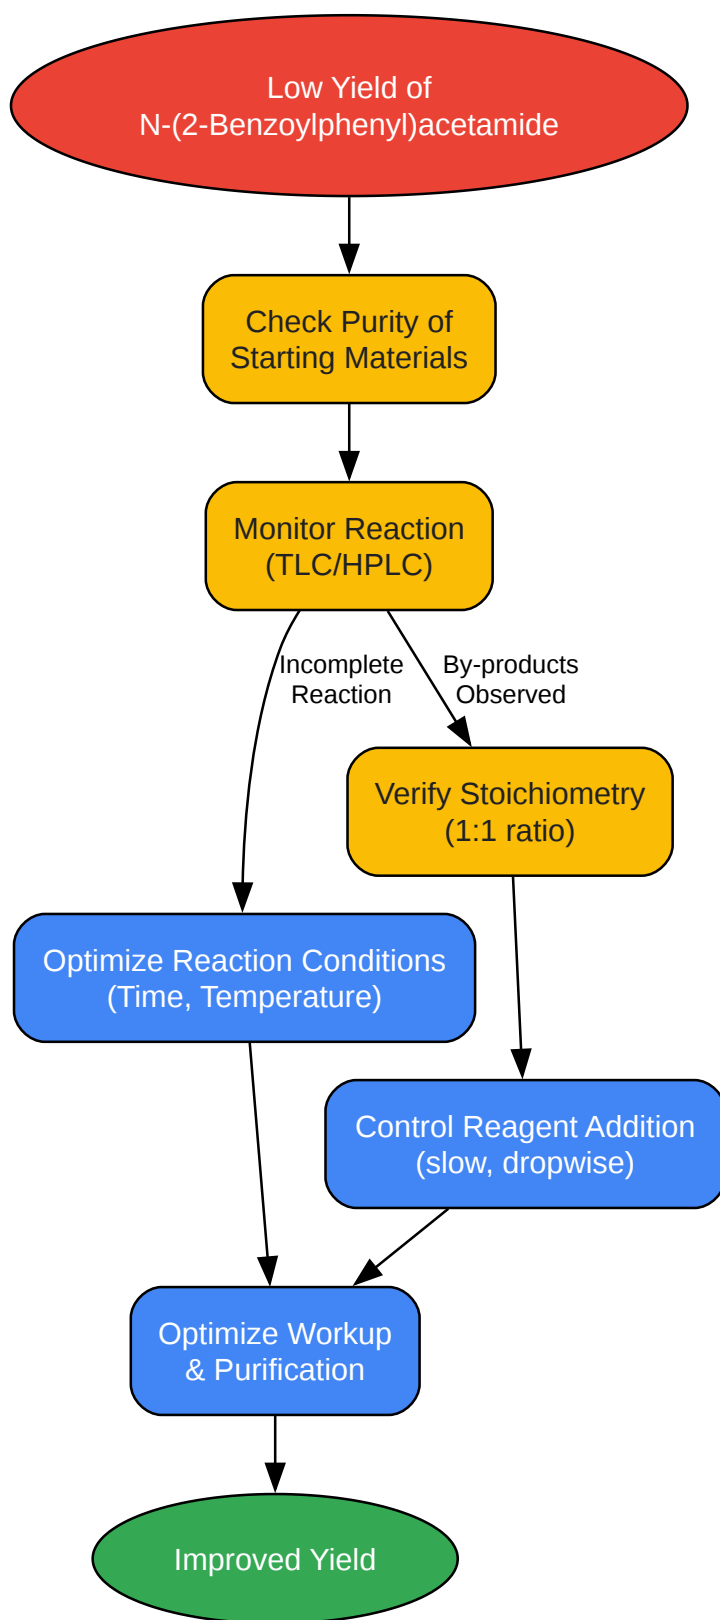 Low Yield of
N-(2-Benzoylphenyl)acetamide
Check Purity of
Starting Materials
Monitor Reaction
(TLC/HPLC)
Incomplete
Reaction
By-products
Observed
Verify Stoichiometry
(1:1 ratio)
Optimize Reaction Conditions
(Time, Temperature)
Control Reagent Addition
(slow, dropwise)
Optimize Workup
& Purification
Improved Yield